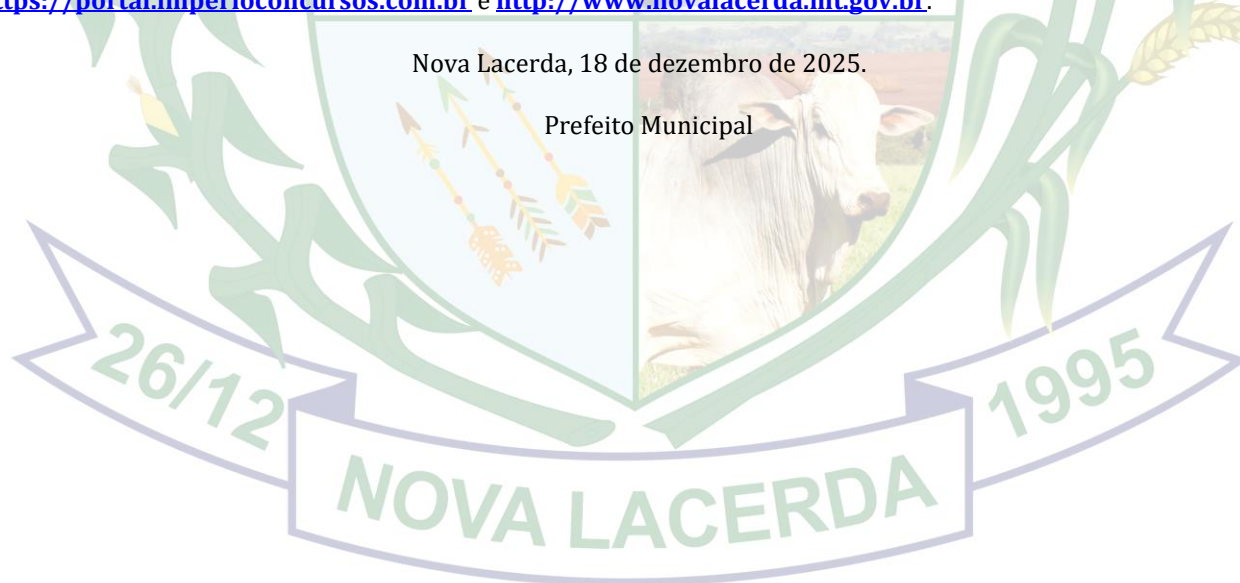 https://portal.imperioconcursos.com.br e http://www.novalacerda.mt.gov.br.
Nova Lacerda, 18 de dezembro de 2025.
Prefeito Municipal
26/12
1995
NOVA LACERDA